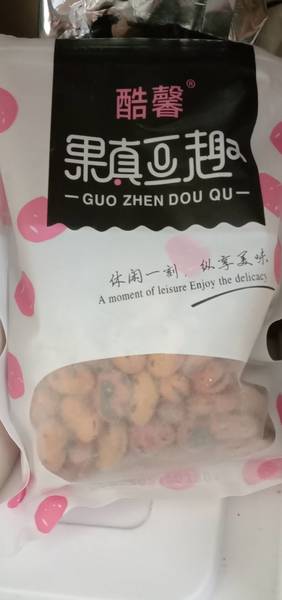 酷馨®
果真豆趣
GUO ZHEN DOU QU
休闲一刻,纵享美味
A moment of leisure Enjoy the delicacy